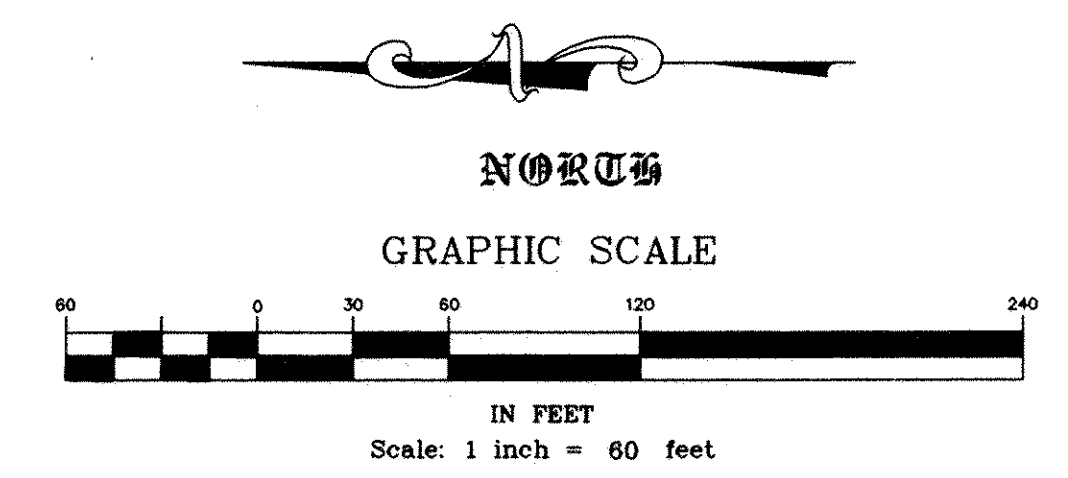 NORTH
GRAPHIC SCALE
60 0 30 60 120 240
IN FEET
Scale: 1 inch = 60 feet